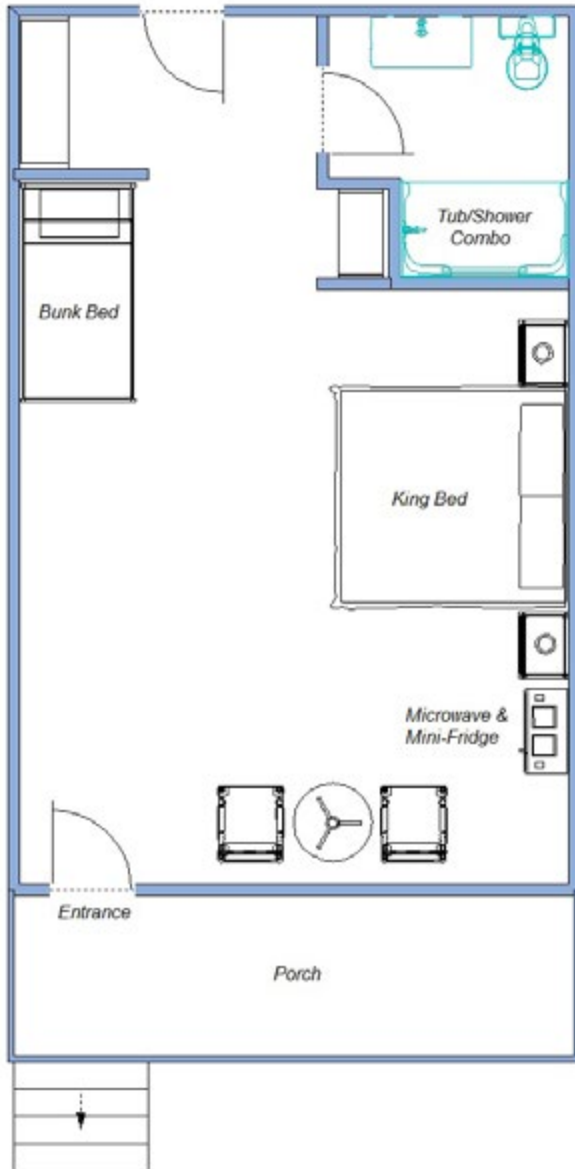 Tub/Shower
Combo
Bunk Bed
King Bed
Microwave &
Mini-Fridge
Entrance
Porch